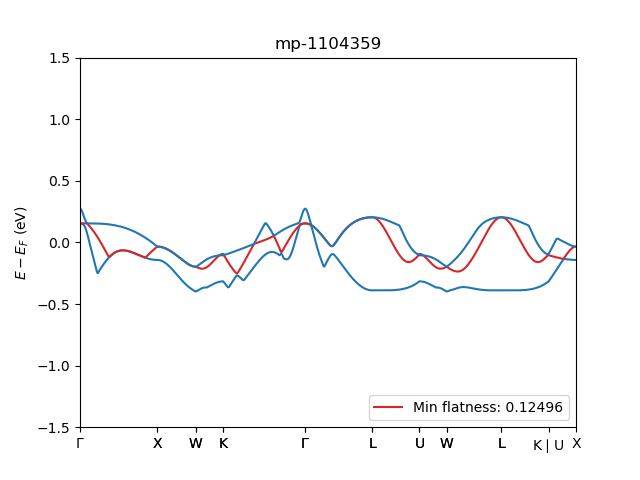 mp-1104359
E − E_F (eV)
1.5
1.0
0.5
0.0
−0.5
−1.0
−1.5
Min flatness: 0.12496
Γ X W K Γ L U W L K | U X